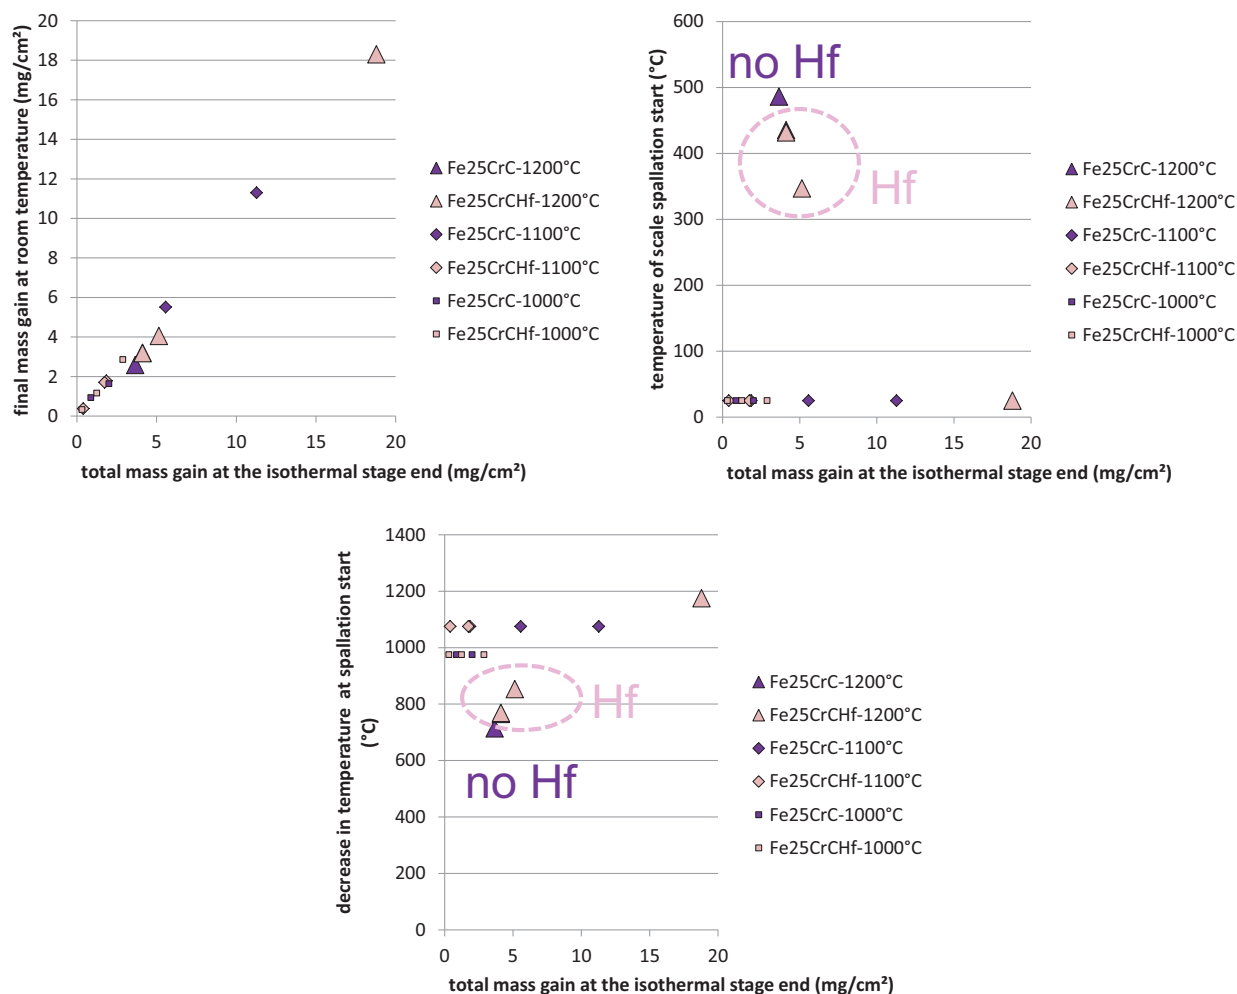 final mass gain at room temperature (mg/cm²)
20
18
16
14
12
10
8
6
4
2
0
0 5 10 15 20
total mass gain at the isothermal stage end (mg/cm²)
Fe25CrC-1200°C
Fe25CrCHf-1200°C
Fe25CrC-1100°C
Fe25CrCHf-1100°C
Fe25CrC-1000°C
Fe25CrCHf-1000°C
temperature of scale spallation start (°C)
600
500
400
300
200
100
0
0 5 10 15 20
total mass gain at the isothermal stage end (mg/cm²)
no Hf
Hf
Fe25CrC-1200°C
Fe25CrCHf-1200°C
Fe25CrC-1100°C
Fe25CrCHf-1100°C
Fe25CrC-1000°C
Fe25CrCHf-1000°C
decrease in temperature at spallation start
(°C)
1400
1200
1000
800
600
400
200
0
0 5 10 15 20
total mass gain at the isothermal stage end (mg/cm²)
Hf
no Hf
Fe25CrC-1200°C
Fe25CrCHf-1200°C
Fe25CrC-1100°C
Fe25CrCHf-1100°C
Fe25CrC-1000°C
Fe25CrCHf-1000°C